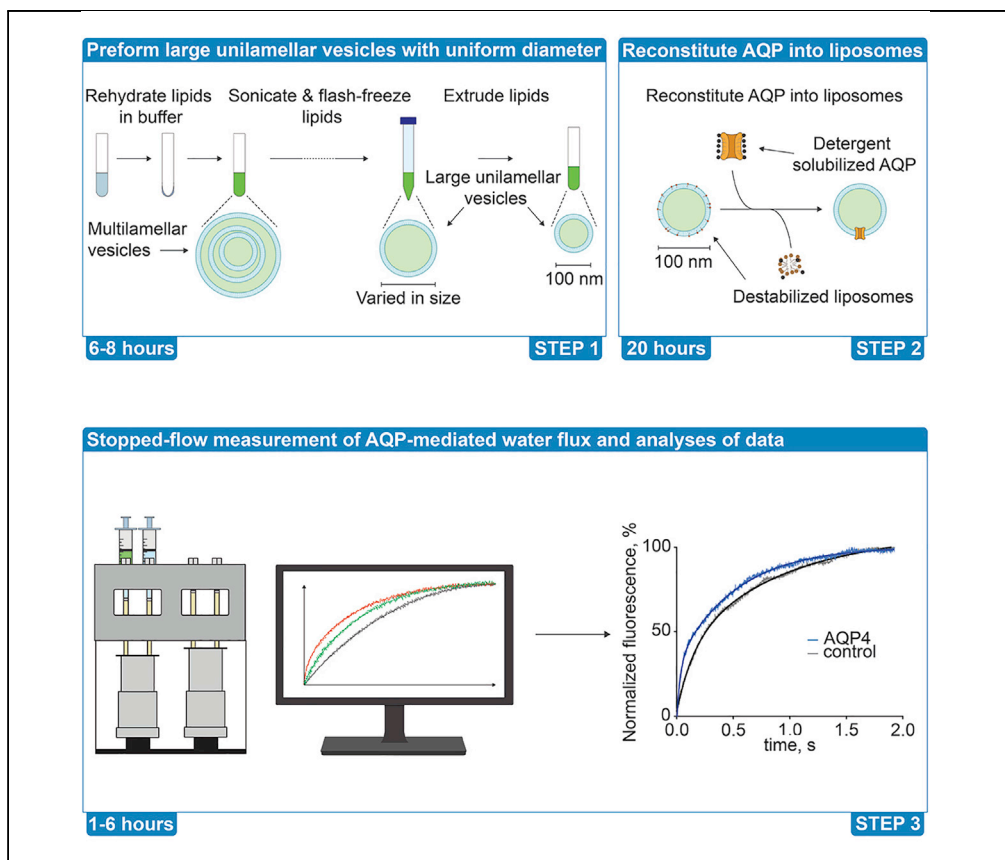 Preform large unilamellar vesicles with uniform diameter
Rehydrate lipids
in buffer
Sonicate & flash-freeze
lipids
Extrude lipids
Large unilamellar
vesicles
Multilamellar
vesicles
100 nm
Varied in size
6-8 hours
STEP 1
Reconstitute AQP into liposomes
Reconstitute AQP into liposomes
Detergent
solubilized AQP
100 nm
Destabilized liposomes
20 hours
STEP 2
Stopped-flow measurement of AQP-mediated water flux and analyses of data
Normalized fluorescence, %
100
50
0
AQP4
control
0.0 0.5 1.0 1.5 2.0
time, s
1-6 hours
STEP 3